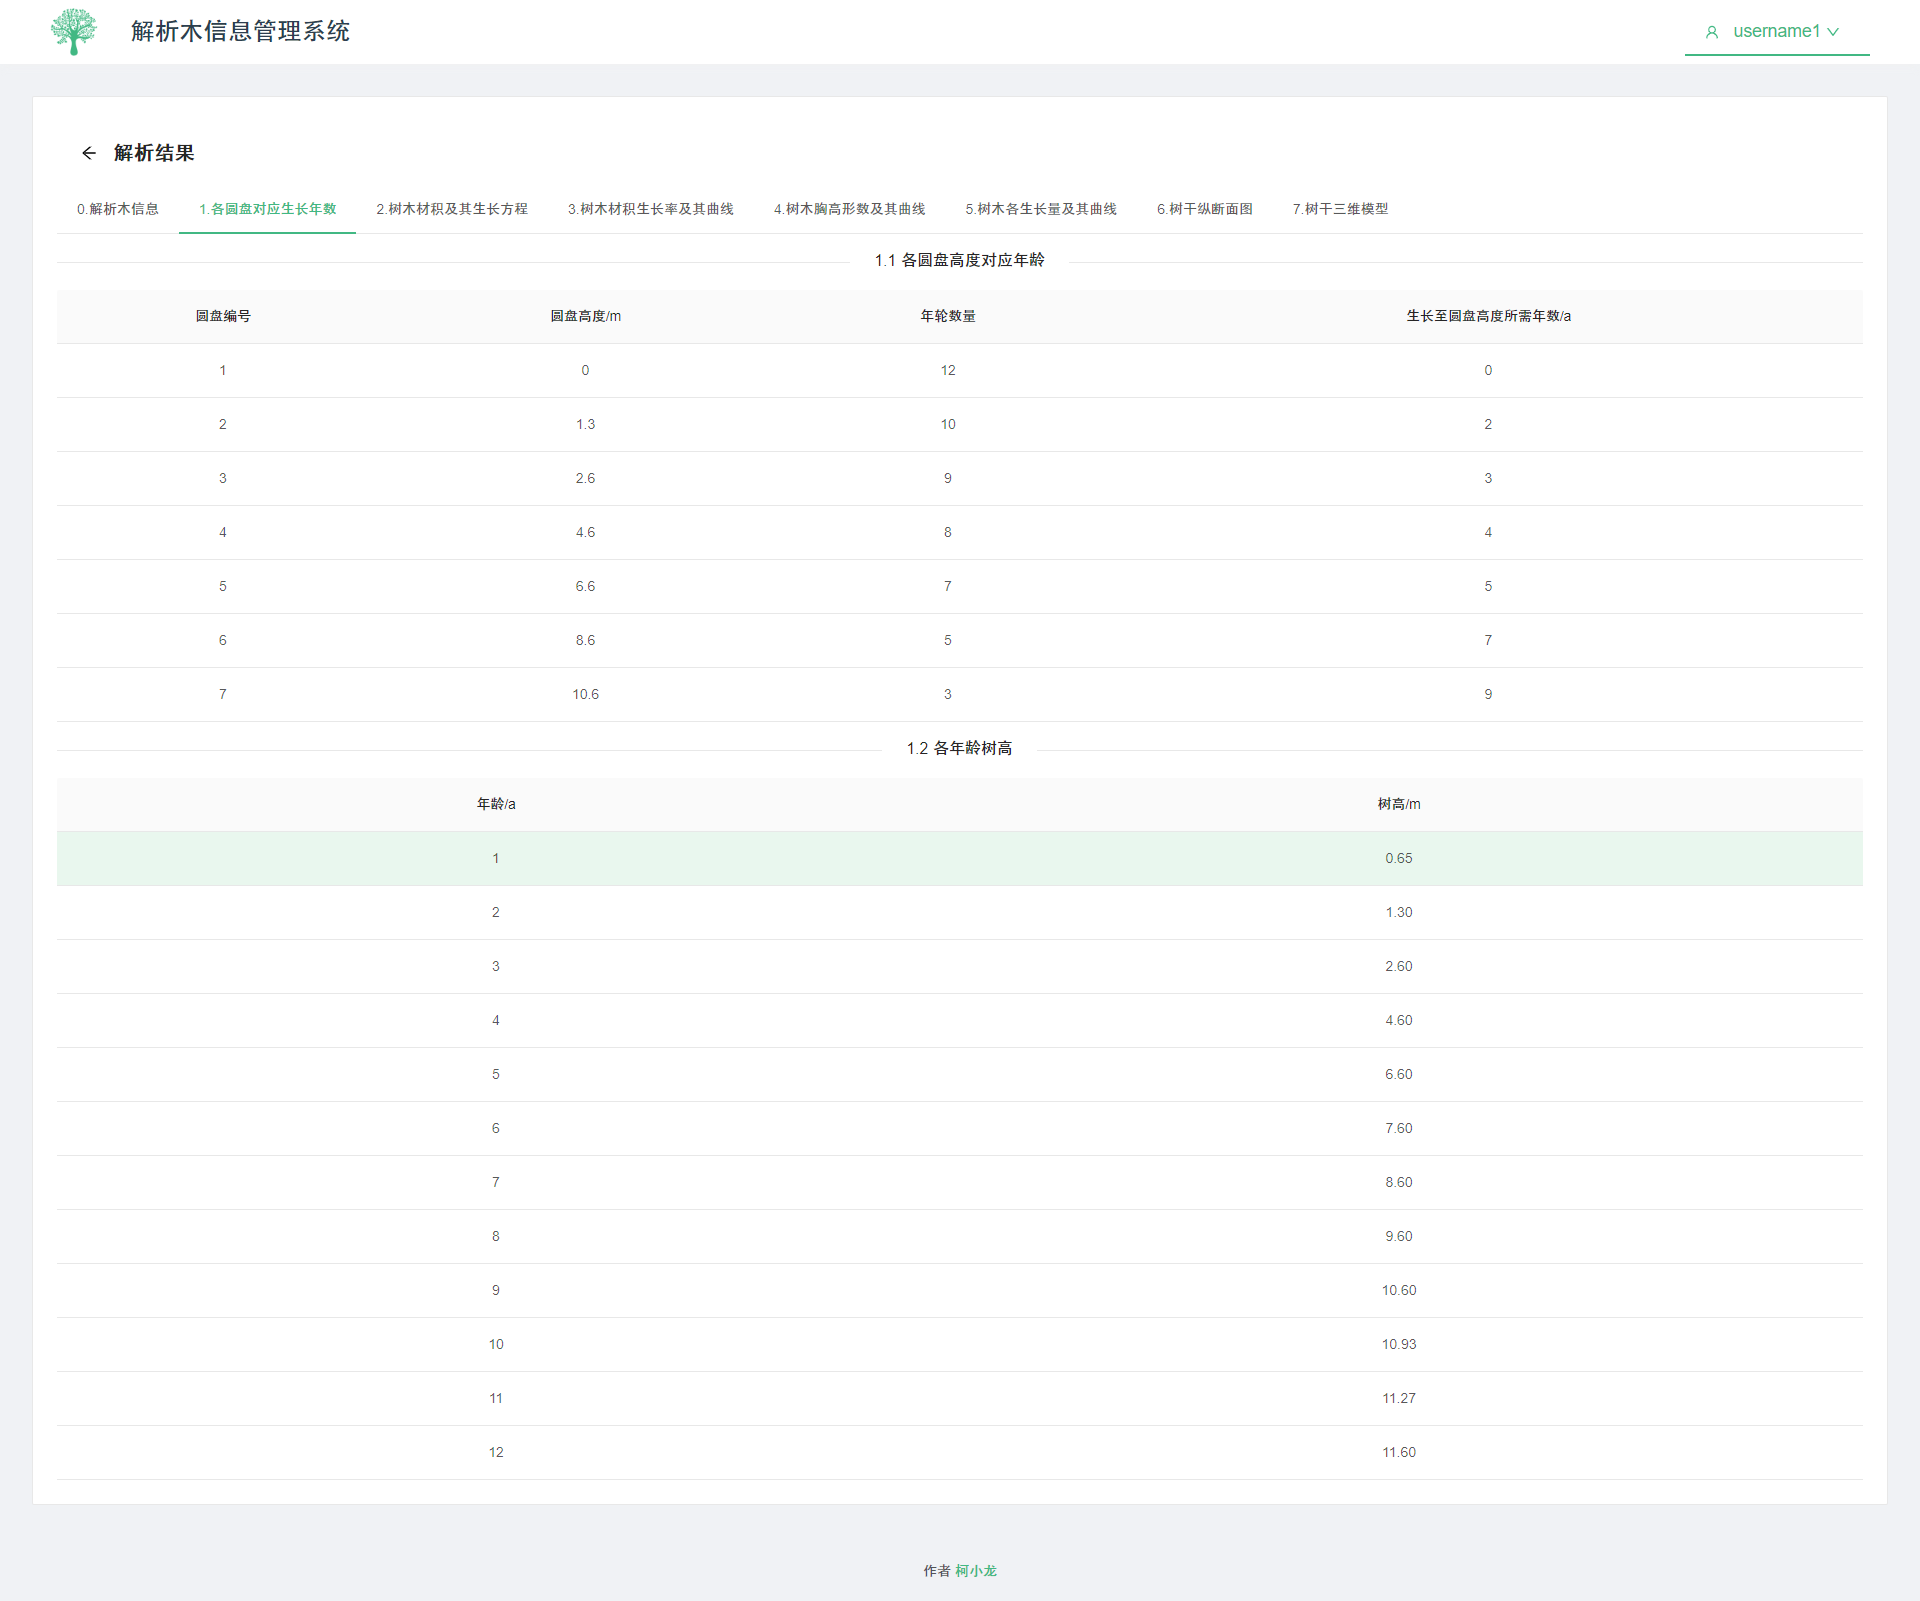 解析木信息管理系统
username1
解析结果
0.解析木信息 1.各圆盘对应生长年数 2.树木材积及其生长方程 3.树木材积生长率及其曲线 4.树木胸高形数及其曲线 5.树木各生长量及其曲线 6.树干纵断面图 7.树干三维模型
1.1 各圆盘高度对应年龄
圆盘编号 圆盘高度/m 年轮数量 生长至圆盘高度所需年数/a
1 0 12 0
2 1.3 10 2
3 2.6 9 3
4 4.6 8 4
5 6.6 7 5
6 8.6 5 7
7 10.6 3 9
1.2 各年龄树高
年龄/a 树高/m
1 0.65
2 1.30
3 2.60
4 4.60
5 6.60
6 7.60
7 8.60
8 9.60
9 10.60
10 10.93
11 11.27
12 11.60
作者 柯小龙